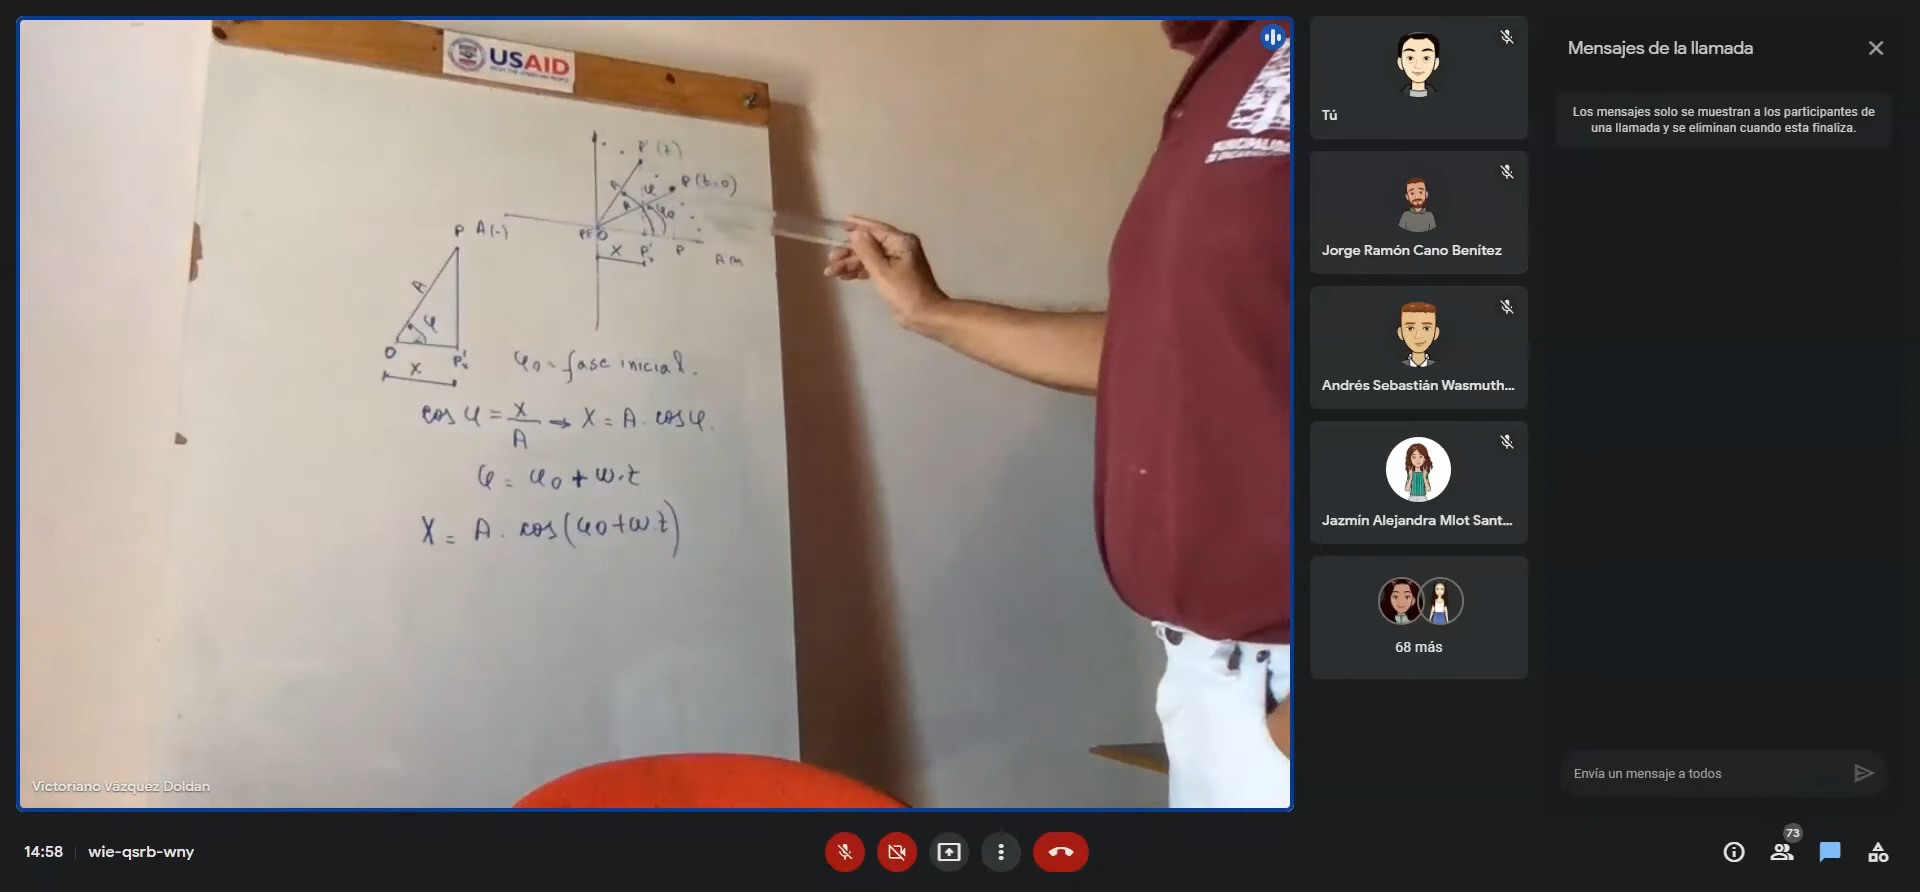 USAID
P'(t)
P(t=0)
A
φ
A
φ0
P A(-)
PE O
X P'x P
A(+)
A
φ
O P'x
X
φ0 = fase inicial.
cos φ = x/A → X = A. cos φ.
φ = φ0 + ω.t
X = A. cos(φ0+ω.t)
Victoriano Vázquez Doldan
Tú
Jorge Ramón Cano Benítez
Andrés Sebastián Wasmuth...
Jazmín Alejandra Mlot Sant...
68 más
Mensajes de la llamada
Los mensajes solo se muestran a los participantes de
una llamada y se eliminan cuando esta finaliza.
Envía un mensaje a todos
14:58 wie-qsrb-wny
73